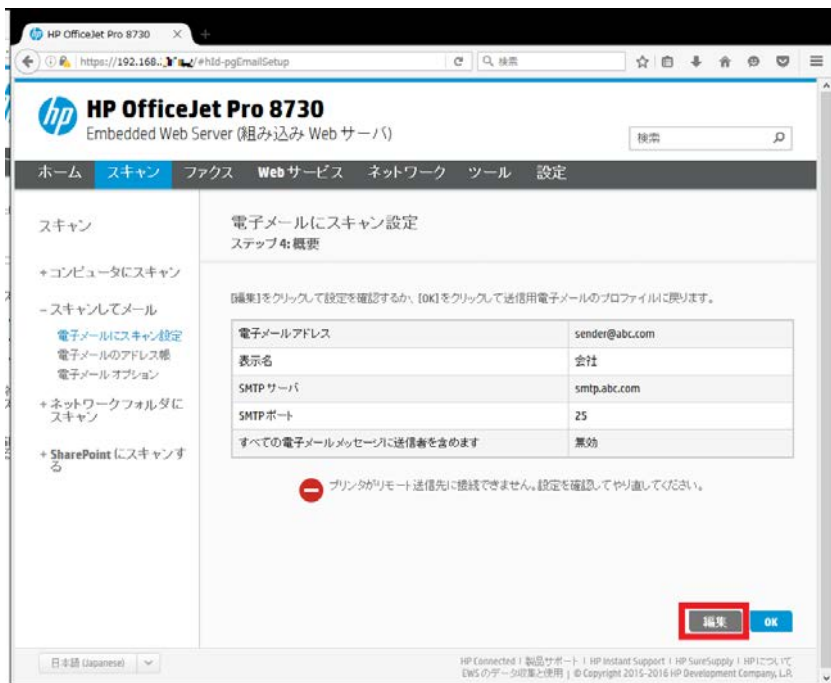 HP OfficeJet Pro 8730
https://192.168. /#hId-pgEmailSetup
検索
hp
HP OfficeJet Pro 8730
Embedded Web Server (組み込み Web サーバ)
検索
ホーム スキャン ファクス Web サービス ネットワーク ツール 設定
スキャン
+ コンピュータにスキャン
- スキャンしてメール
電子メールにスキャン設定
電子メールのアドレス帳
電子メール オプション
+ ネットワークフォルダに
スキャン
+ SharePoint にスキャンす
る
電子メールにスキャン設定
ステップ 4: 概要
[編集]をクリックして設定を確認するか、[OK]をクリックして送信用電子メールのプロファイルに戻ります。
電子メールアドレス sender@abc.com
表示名 会社
SMTP サーバ smtp.abc.com
SMTP ポート 25
すべての電子メールメッセージに送信者を含めます 無効
プリンタがリモート送信先に接続できません。設定を確認してやり直してください。
編集 OK
日本語 (Japanese)
HP Connected | 製品サポート | HP Instant Support | HP SureSupply | HP について
EWS のデータ収集と使用 | © Copyright 2015-2016 HP Development Company, L.P.